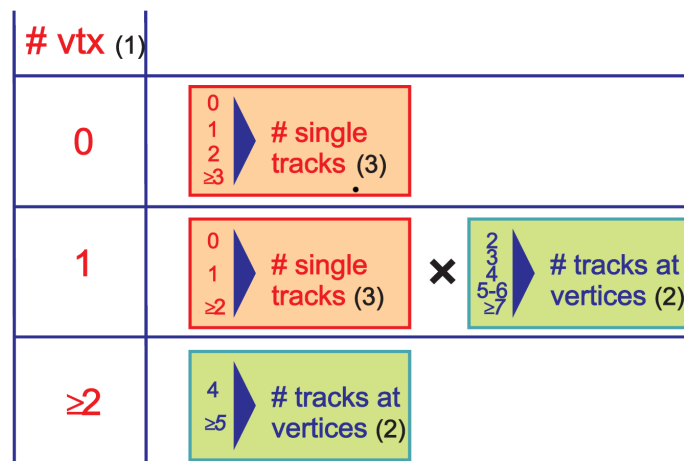 # vtx (1)
0
0
1
2
≥3
# single
tracks (3)
1
0
1
≥2
# single
tracks (3)
×
2
3
4
5-6
≥7
# tracks at
vertices (2)
≥2
4
≥5
# tracks at
vertices (2)